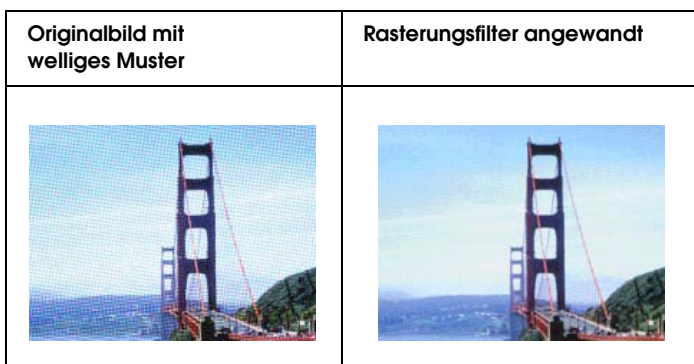 Originalbild mit
welliges Muster
Rasterungsfilter angewandt